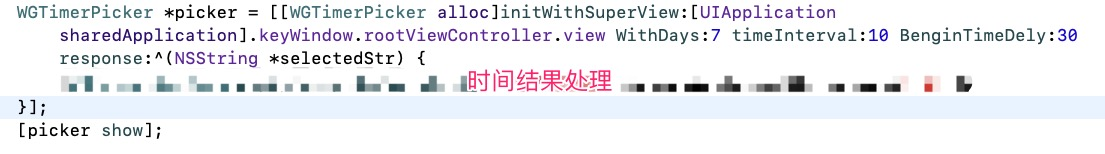 WGTimerPicker *picker = [[WGTimerPicker alloc]initWithSuperView:[UIApplication
sharedApplication].keyWindow.rootViewController.view WithDays:7 timeInterval:10 BenginTimeDely:30
response:^(NSString *selectedStr) {
时间结果处理
}];
[picker show];